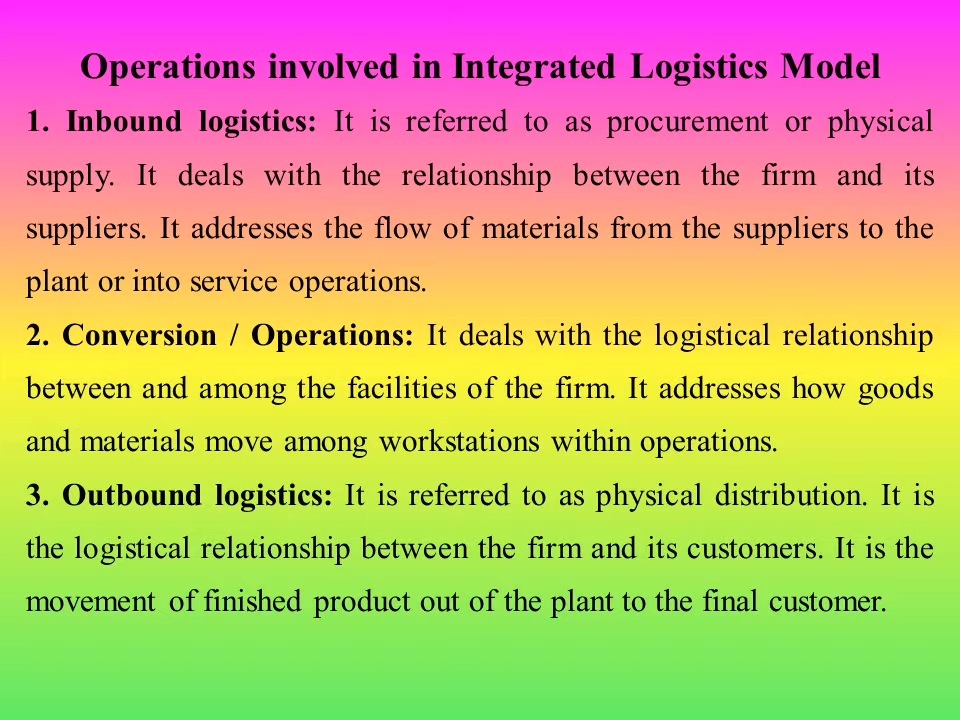 Operations involved in Integrated Logistics Model
1. Inbound logistics: It is referred to as procurement or physical
supply. It deals with the relationship between the firm and its
suppliers. It addresses the flow of materials from the suppliers to the
plant or into service operations.
2. Conversion / Operations: It deals with the logistical relationship
between and among the facilities of the firm. It addresses how goods
and materials move among workstations within operations.
3. Outbound logistics: It is referred to as physical distribution. It is
the logistical relationship between the firm and its customers. It is the
movement of finished product out of the plant to the final customer.